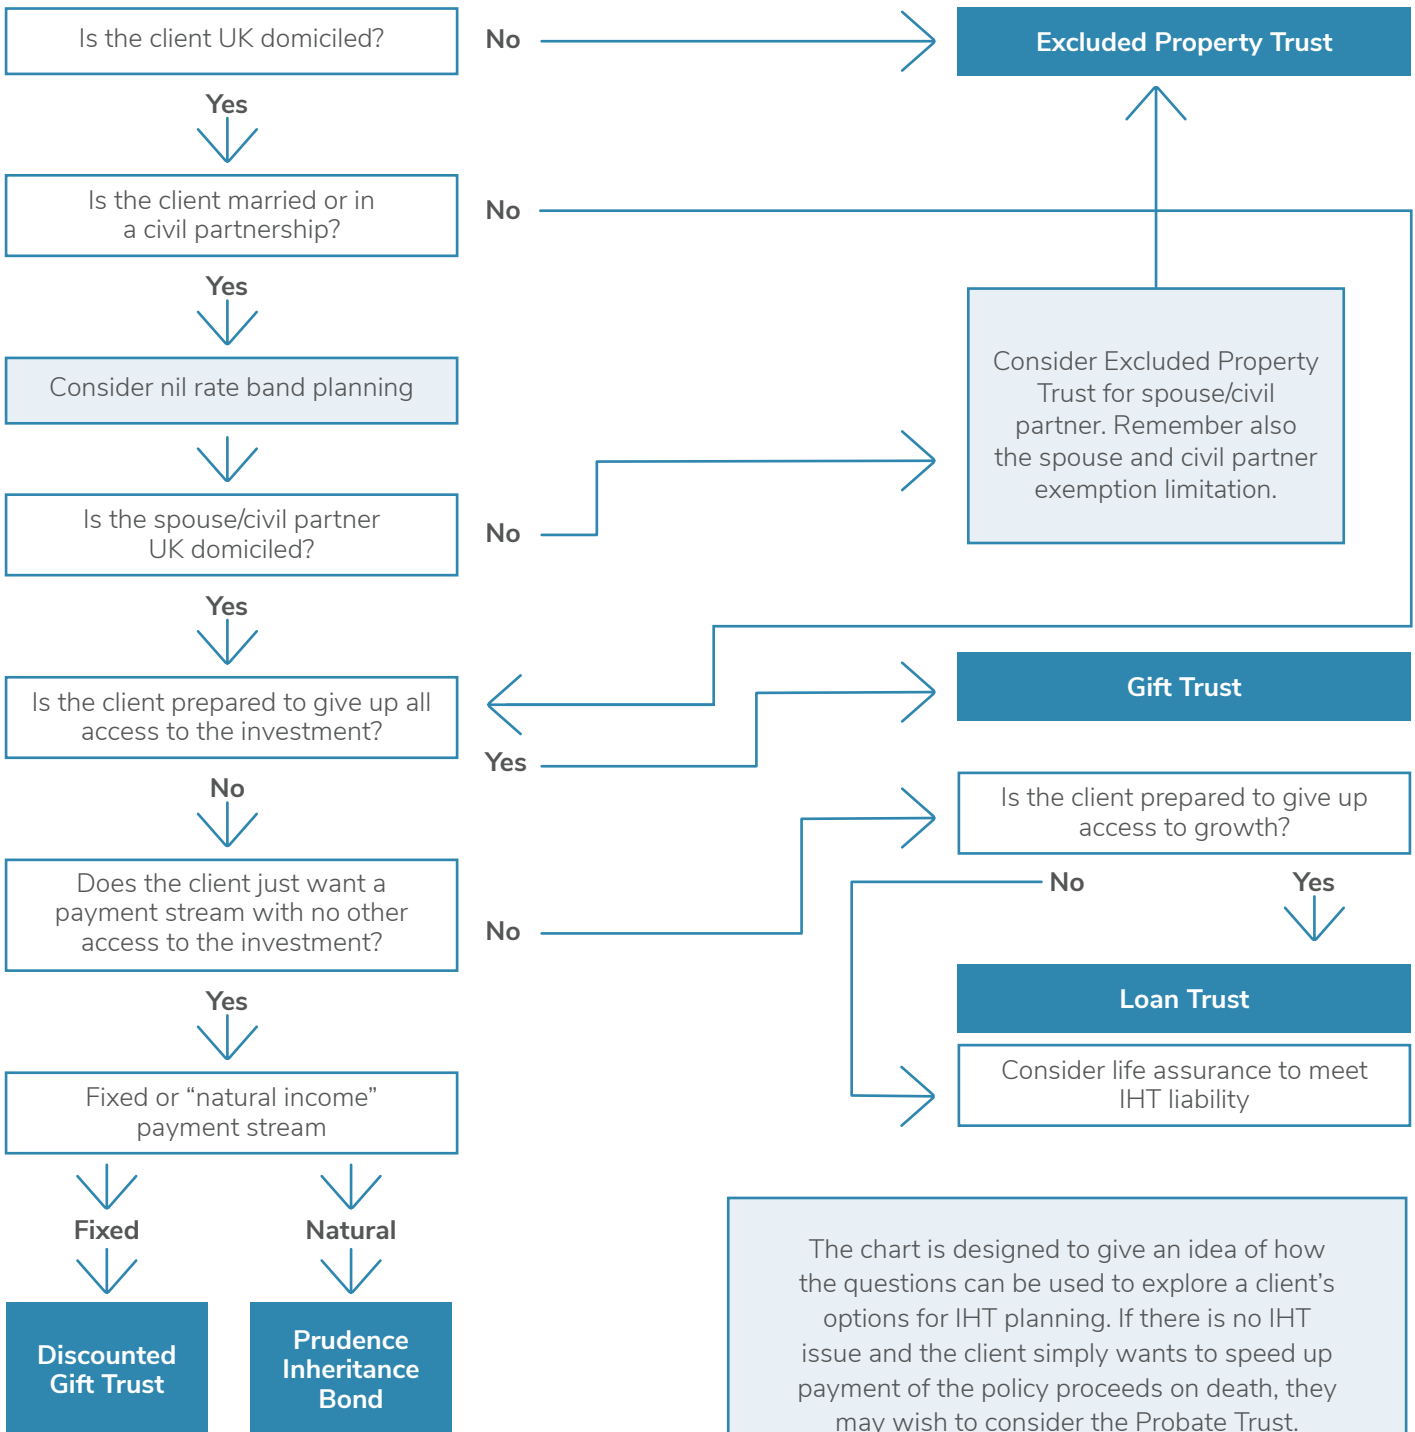 Is the client UK domiciled?
No
Excluded Property Trust
Yes
Is the client married or in
a civil partnership?
No
Yes
Consider nil rate band planning
Consider Excluded Property
Trust for spouse/civil
partner. Remember also
the spouse and civil partner
exemption limitation.
Is the spouse/civil partner
UK domiciled?
No
Yes
Is the client prepared to give up all
access to the investment?
Yes
Gift Trust
No
Is the client prepared to give up
access to growth?
No
Yes
Does the client just want a
payment stream with no other
access to the investment?
No
Loan Trust
Consider life assurance to meet
IHT liability
Yes
Fixed or “natural income”
payment stream
Fixed
Natural
Discounted
Gift Trust
Prudence
Inheritance
Bond
The chart is designed to give an idea of how
the questions can be used to explore a client’s
options for IHT planning. If there is no IHT
issue and the client simply wants to speed up
payment of the policy proceeds on death, they
may wish to consider the Probate Trust.